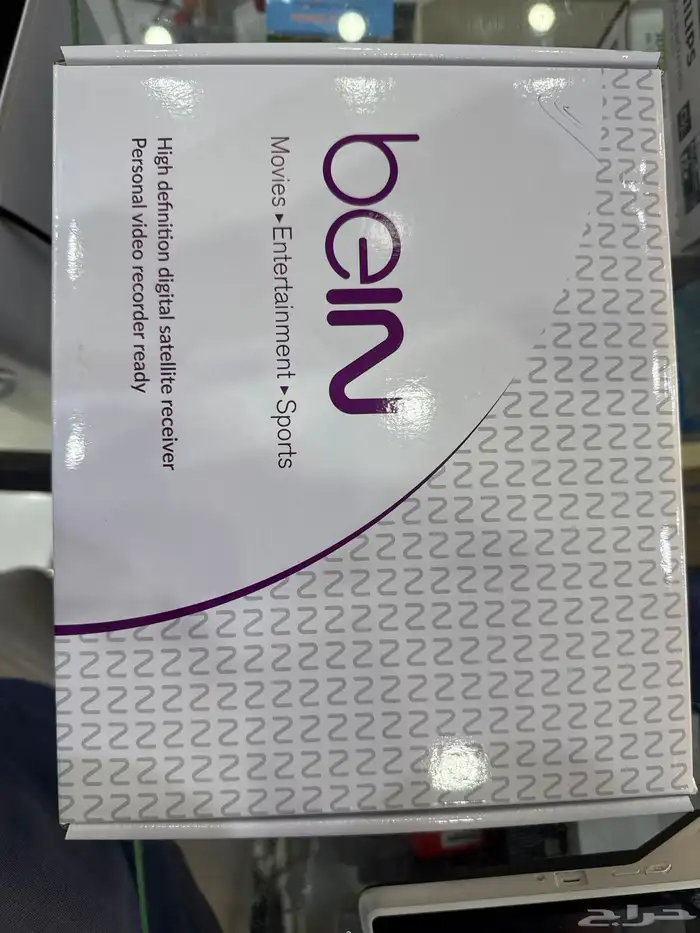 beIN
Movies ▸ Entertainment ▸ Sports
High definition digital satellite receiver
Personal video recorder ready
حراج